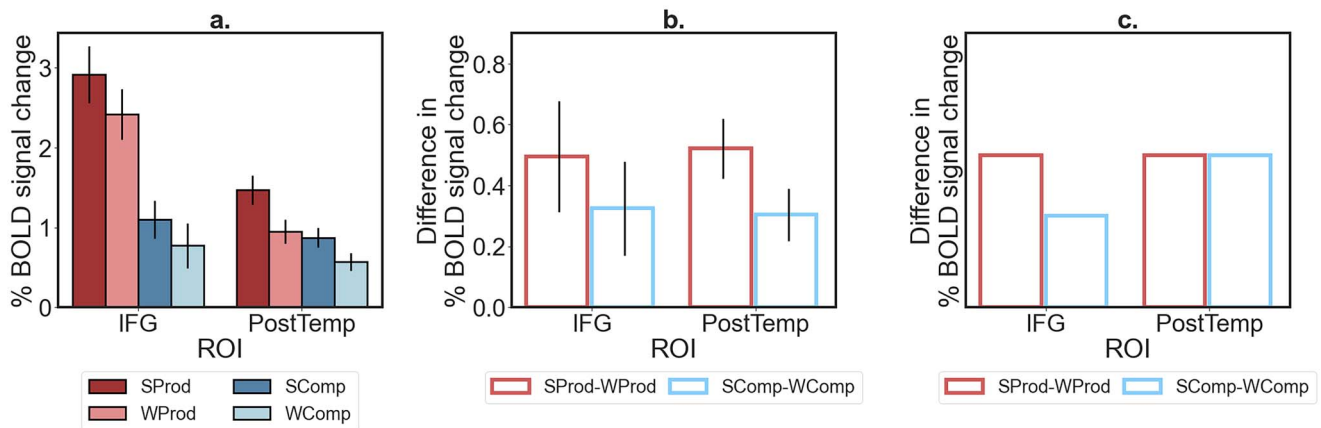 a.
% BOLD signal change
3
2
1
0
IFG
PostTemp
ROI
SProd
SComp
WProd
WComp
b.
Difference in
% BOLD signal change
0.8
0.6
0.4
0.2
0.0
IFG
PostTemp
ROI
SProd-WProd
SComp-WComp
c.
Difference in
% BOLD signal change
IFG
PostTemp
ROI
SProd-WProd
SComp-WComp